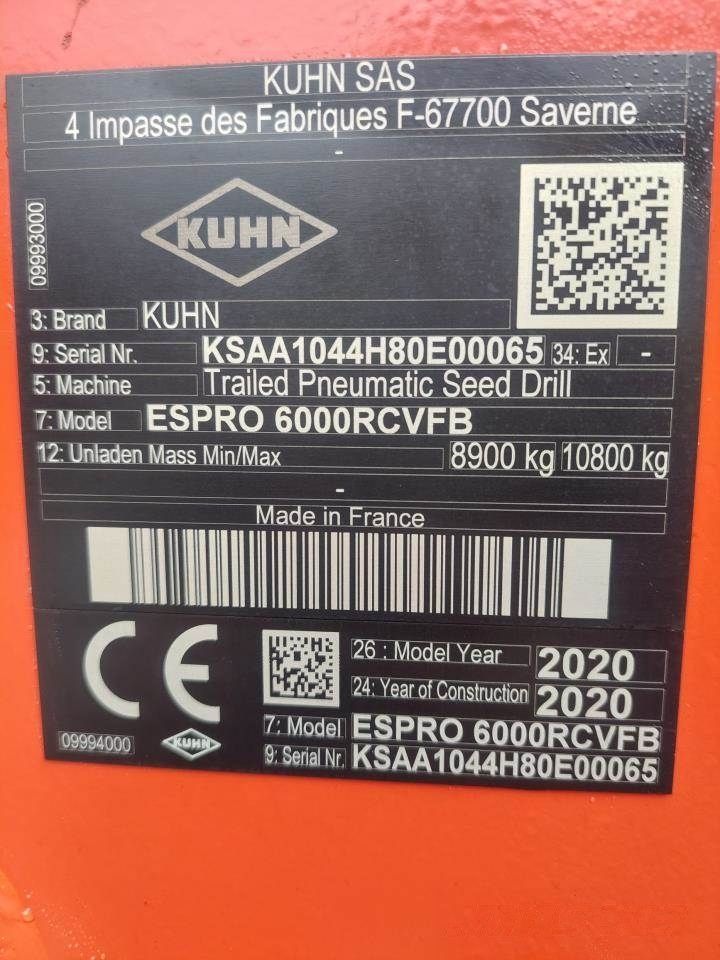 KUHN SAS
4 Impasse des Fabriques F-67700 Saverne
-
09993000
KUHN
3: Brand KUHN
9: Serial Nr. KSAA1044H80E00065 34: Ex -
5: Machine Trailed Pneumatic Seed Drill
7: Model ESPRO 6000RCVFB
12: Unladen Mass Min/Max 8900 kg 10800 kg
-
Made in France
CE
26 : Model Year 2020
24: Year of Construction 2020
7: Model ESPRO 6000RCVFB
9: Serial Nr. KSAA1044H80E00065
09994000 KUHN